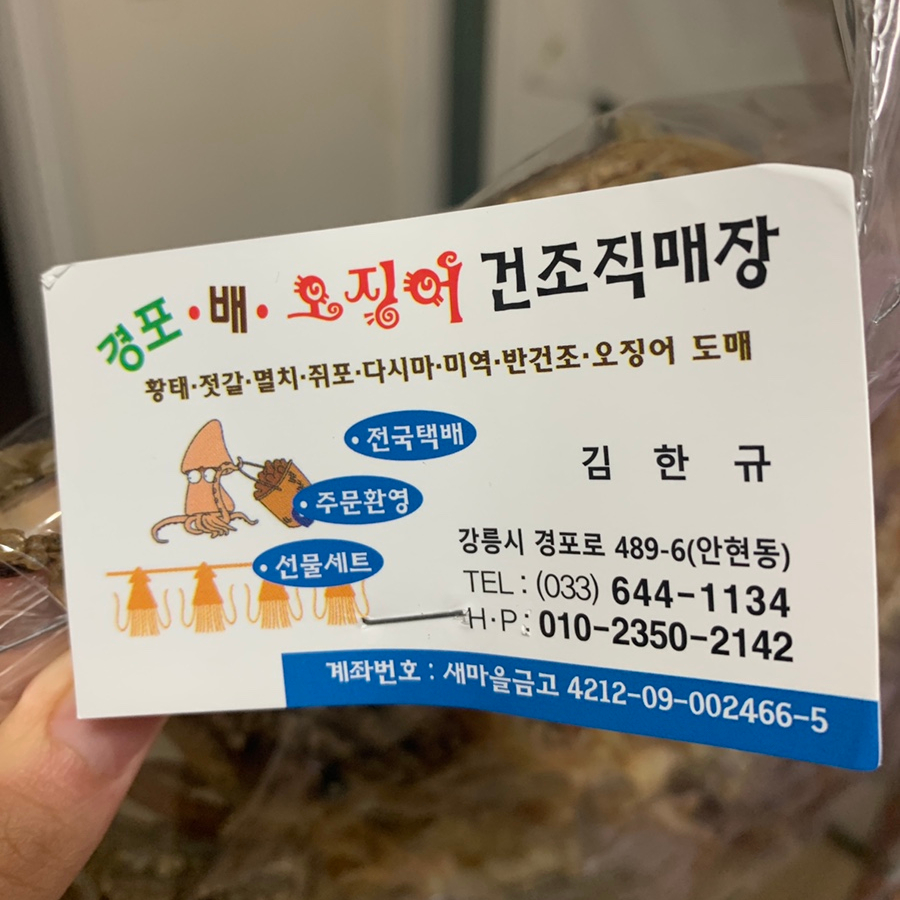 경포·배·오징어 건조직매장
황태·젓갈·멸치·쥐포·다시마·미역·반건조·오징어 도매
• 전국택배
• 주문환영
• 선물세트
김 한 규
강릉시 경포로 489-6(안현동)
TEL : (033) 644-1134
H·P : 010-2350-2142
계좌번호 : 새마을금고 4212-09-002466-5